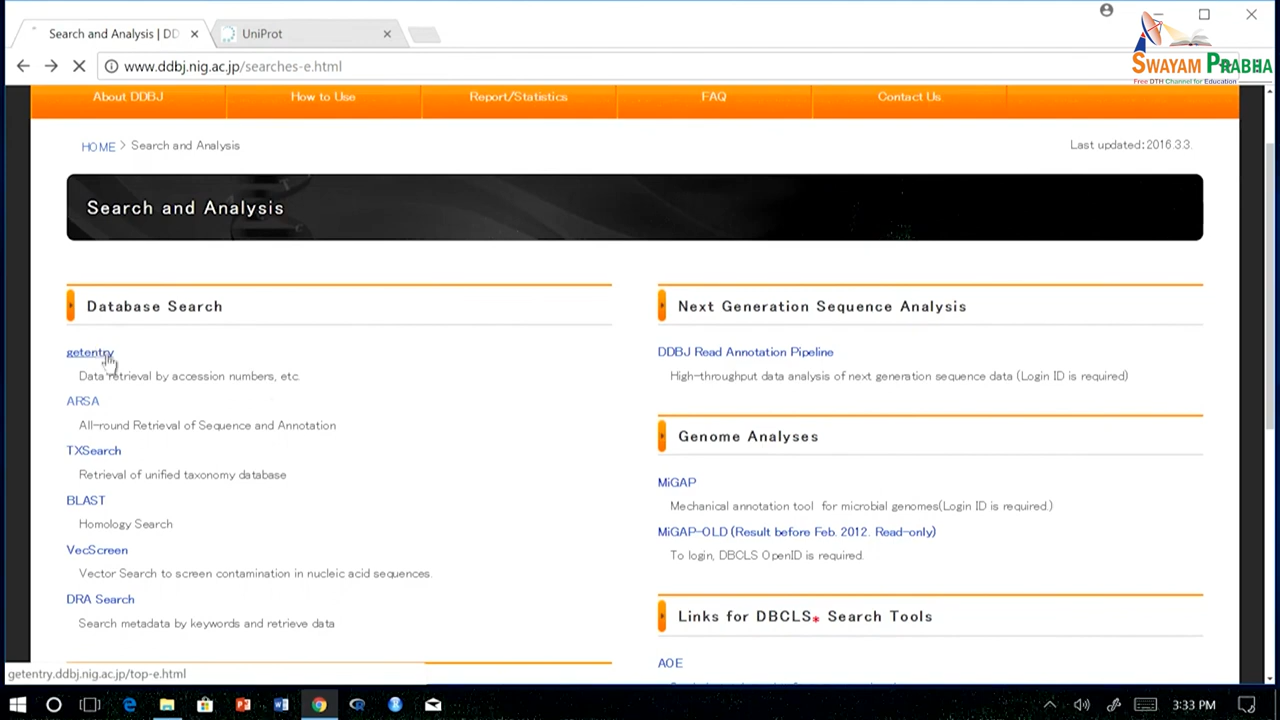 Search and Analysis | DD
UniProt
www.ddbj.nig.ac.jp/searches-e.html
SWAYAM PRABHA
Free DTH Channel for Education
About DDBJ
How to Use
Report/Statistics
FAQ
Contact Us
HOME > Search and Analysis
Last updated:2016.3.3.
Search and Analysis
Database Search
getentry
Data retrieval by accession numbers, etc.
ARSA
All-round Retrieval of Sequence and Annotation
TXSearch
Retrieval of unified taxonomy database
BLAST
Homology Search
VecScreen
Vector Search to screen contamination in nucleic acid sequences.
DRA Search
Search metadata by keywords and retrieve data
Next Generation Sequence Analysis
DDBJ Read Annotation Pipeline
High-throughput data analysis of next generation sequence data (Login ID is required)
Genome Analyses
MiGAP
Mechanical annotation tool for microbial genomes(Login ID is required.)
MiGAP-OLD (Result before Feb. 2012. Read-only)
To login, DBCLS OpenID is required.
Links for DBCLS* Search Tools
AOE
getentry.ddbj.nig.ac.jp/top-e.html
3:33 PM